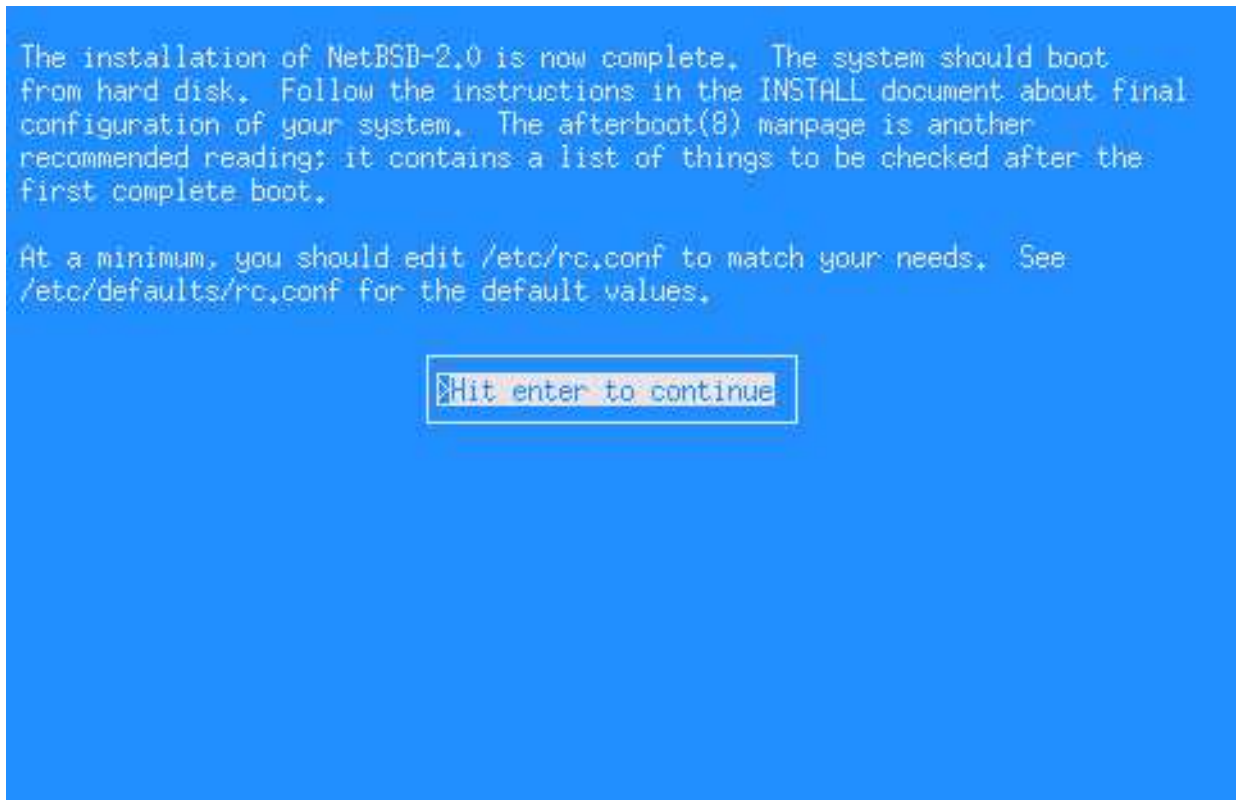 The installation of NetBSD-2.0 is now complete.  The system should boot
from hard disk.  Follow the instructions in the INSTALL document about final
configuration of your system.  The afterboot(8) manpage is another
recommended reading; it contains a list of things to be checked after the
first complete boot.
At a minimum, you should edit /etc/rc.conf to match your needs.  See
/etc/defaults/rc.conf for the default values.
>Hit enter to continue